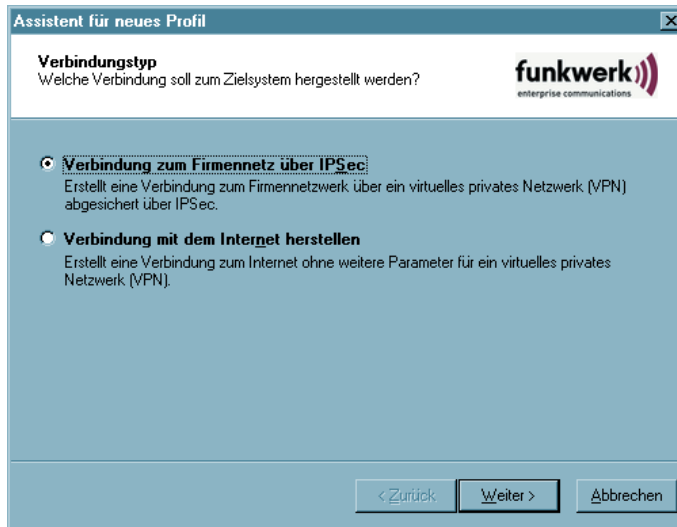 Assistent für neues Profil
Verbindungstyp
Welche Verbindung soll zum Zielsystem hergestellt werden?
funkwerk
enterprise communications
Verbindung zum Firmennetz über IPSec
Erstellt eine Verbindung zum Firmennetzwerk über ein virtuelles privates Netzwerk (VPN)
abgesichert über IPSec.
Verbindung mit dem Internet herstellen
Erstellt eine Verbindung zum Internet ohne weitere Parameter für ein virtuelles privates
Netzwerk (VPN).
< Zurück Weiter > Abbrechen